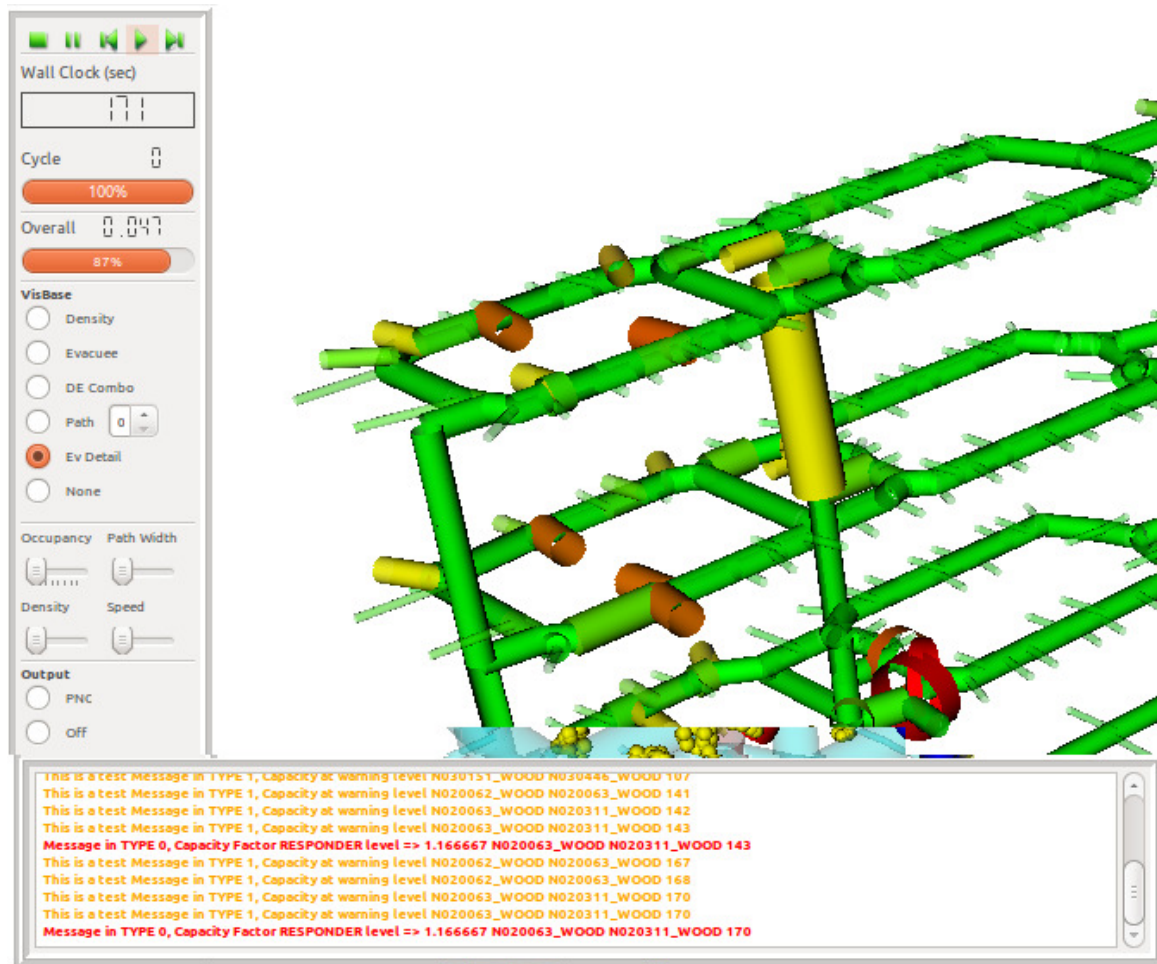 Wall Clock (sec)
171
Cycle 0
100%
Overall 0.047
87%
VisBase
Density
Evacuee
DE Combo
Path 0
Ev Detail
None
Occupancy Path Width
Density Speed
Output
PNC
Off
This is a test Message in TYPE 1, Capacity at warning level N030151_WOOD N030446_WOOD 107
This is a test Message in TYPE 1, Capacity at warning level N020062_WOOD N020063_WOOD 141
This is a test Message in TYPE 1, Capacity at warning level N020063_WOOD N020311_WOOD 142
This is a test Message in TYPE 1, Capacity at warning level N020063_WOOD N020311_WOOD 143
Message in TYPE 0, Capacity Factor RESPONDER level => 1.166667 N020063_WOOD N020311_WOOD 143
This is a test Message in TYPE 1, Capacity at warning level N020062_WOOD N020063_WOOD 167
This is a test Message in TYPE 1, Capacity at warning level N020062_WOOD N020063_WOOD 168
This is a test Message in TYPE 1, Capacity at warning level N020063_WOOD N020311_WOOD 170
This is a test Message in TYPE 1, Capacity at warning level N020063_WOOD N020311_WOOD 170
Message in TYPE 0, Capacity Factor RESPONDER level => 1.166667 N020063_WOOD N020311_WOOD 170